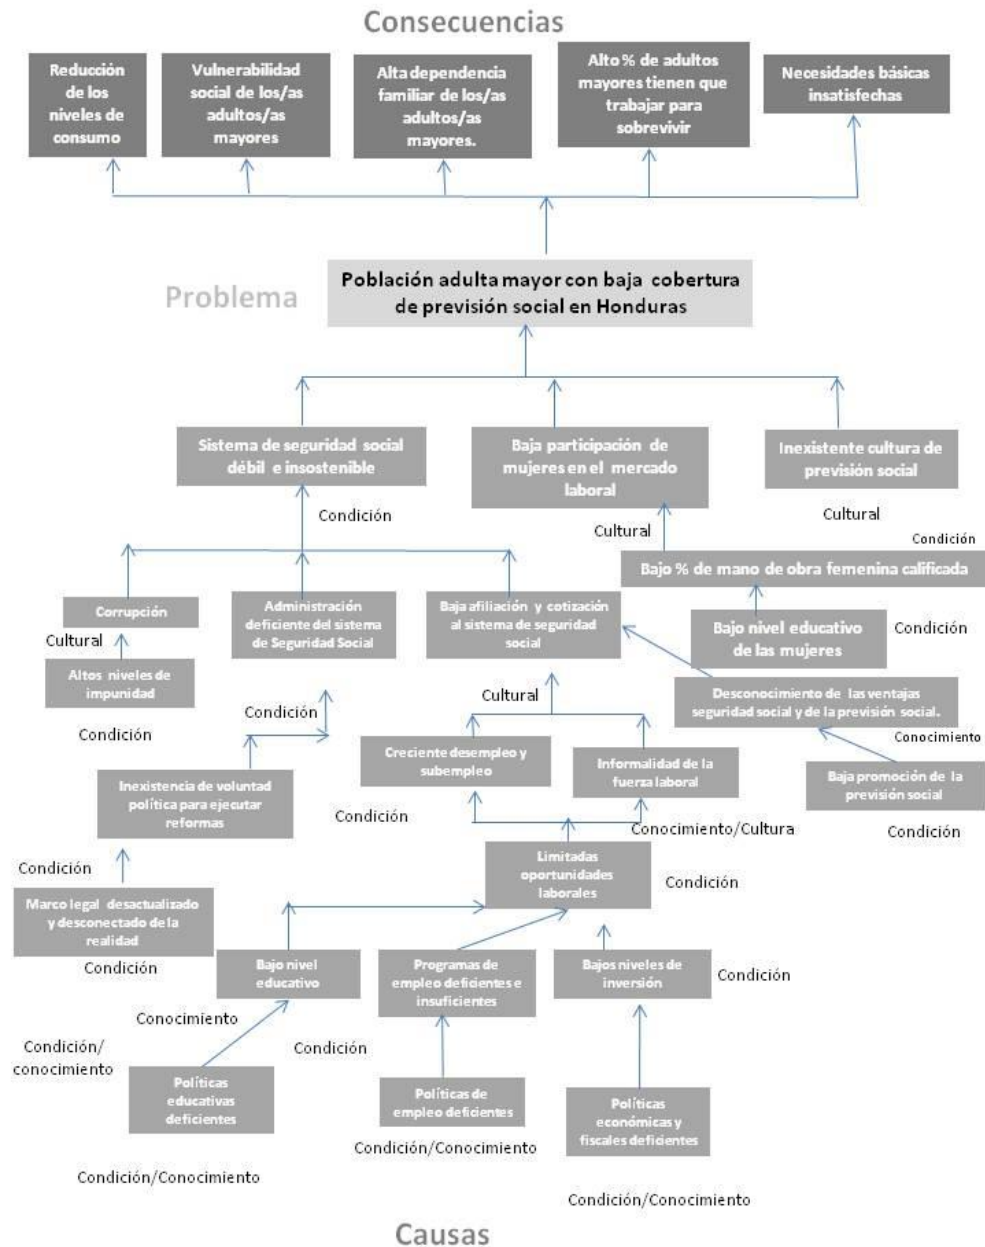 Consecuencias
Reducción
de los
niveles de
consumo
Vulnerabilidad
social de los/as
adultos/as
mayores
Alta dependencia
familiar de los/as
adultos/as
mayores.
Alto % de adultos
mayores tienen que
trabajar para
sobrevivir
Necesidades básicas
insatisfechas
Problema
Población adulta mayor con baja cobertura
de previsión social en Honduras
Sistema de seguridad social
débil e insostenible
Baja participación de
mujeres en el mercado
laboral
Inexistente cultura de
previsión social
Condición
Cultural
Cultural
Condición
Bajo % de mano de obra femenina calificada
Corrupción
Administración
deficiente del sistema
de Seguridad Social
Baja afiliación y cotización
al sistema de seguridad
social
Bajo nivel educativo
de las mujeres
Condición
Cultural
Altos niveles de
impunidad
Condición
Condición
Cultural
Desconocimiento de las ventajas
seguridad social y de la previsión social.
Conocimiento
Inexistencia de voluntad
política para ejecutar
reformas
Creciente desempleo y
subempleo
Informalidad de la
fuerza laboral
Baja promoción de la
previsión social
Condición
Condición
Conocimiento/Cultura
Limitadas
oportunidades
laborales
Condición
Condición
Marco legal desactualizado
y desconectado de la
realidad
Condición
Bajo nivel
educativo
Programas de
empleo deficientes e
insuficientes
Bajos niveles de
inversión
Condición
Conocimiento
Condición/
conocimiento
Condición
Políticas
educativas
deficientes
Políticas de
empleo deficientes
Políticas
económicas y
fiscales deficientes
Condición/Conocimiento
Condición/Conocimiento
Condición/Conocimiento
Causas